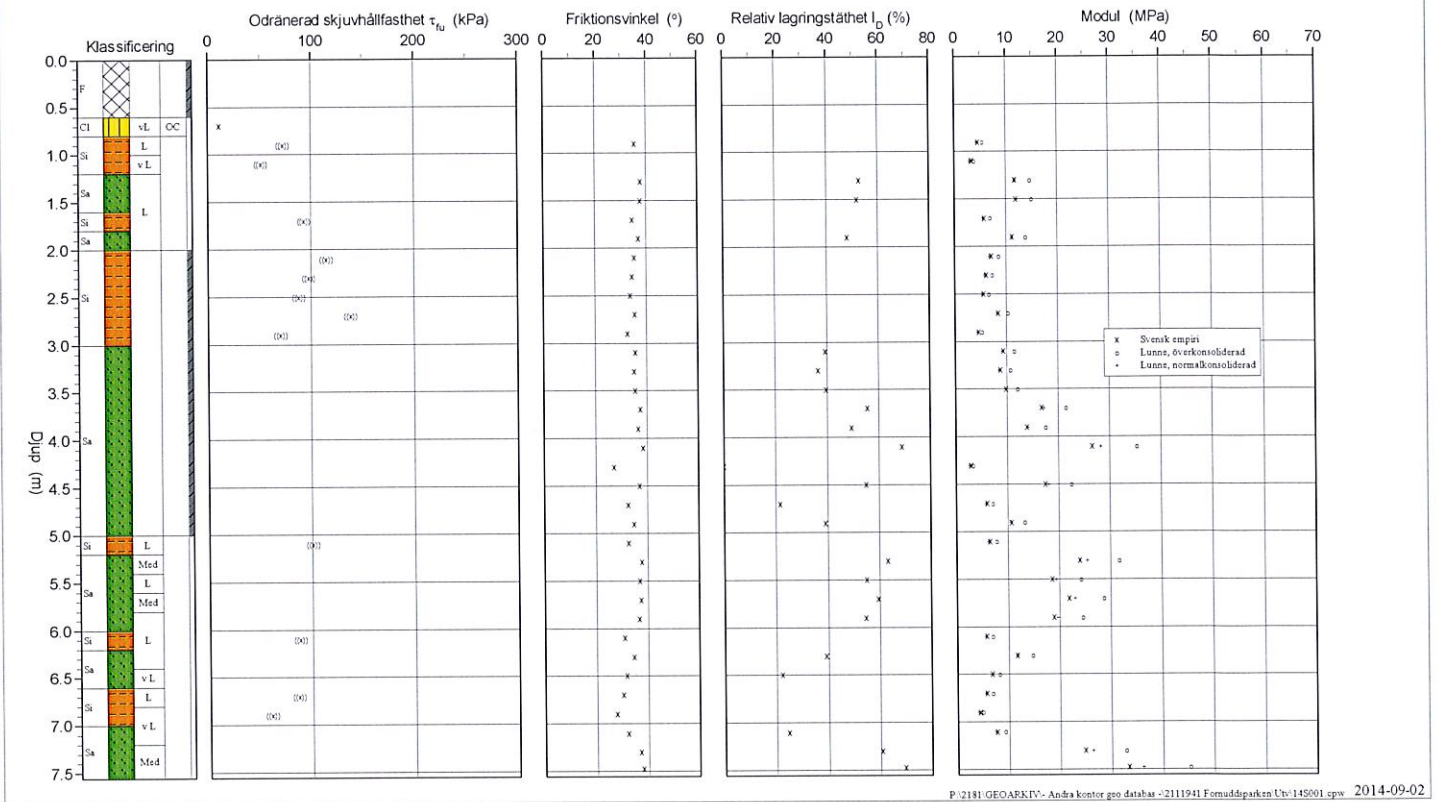 Odränerad skjuvhållfasthet τfu (kPa)
Friktionsvinkel (°)
Relativ lagringstäthet ID (%)
Modul (MPa)
Klassificering
0 100 200 300
0 20 40 60
0 20 40 60 80
0 10 20 30 40 50 60 70
Djup (m)
0.0
F
0.5
Cl vL OC
L
1.0
Si
v L
Sa
1.5
L
Si
Sa
2.0
2.5
Si
3.0
3.5
4.0
Sa
4.5
5.0
Si L
Med
5.5
L
Sa
Med
6.0
Si L
Sa
6.5
v L
L
Si
7.0
v L
Sa
Med
7.5
x Svensk empiri
o Lunne, överkonsoliderad
+ Lunne, normalkonsoliderad
P:\2181\GEOARKIV\- Andra kontor geo databas -\2111941 Fornuddsparken\Utv\14S001.cpw 2014-09-02